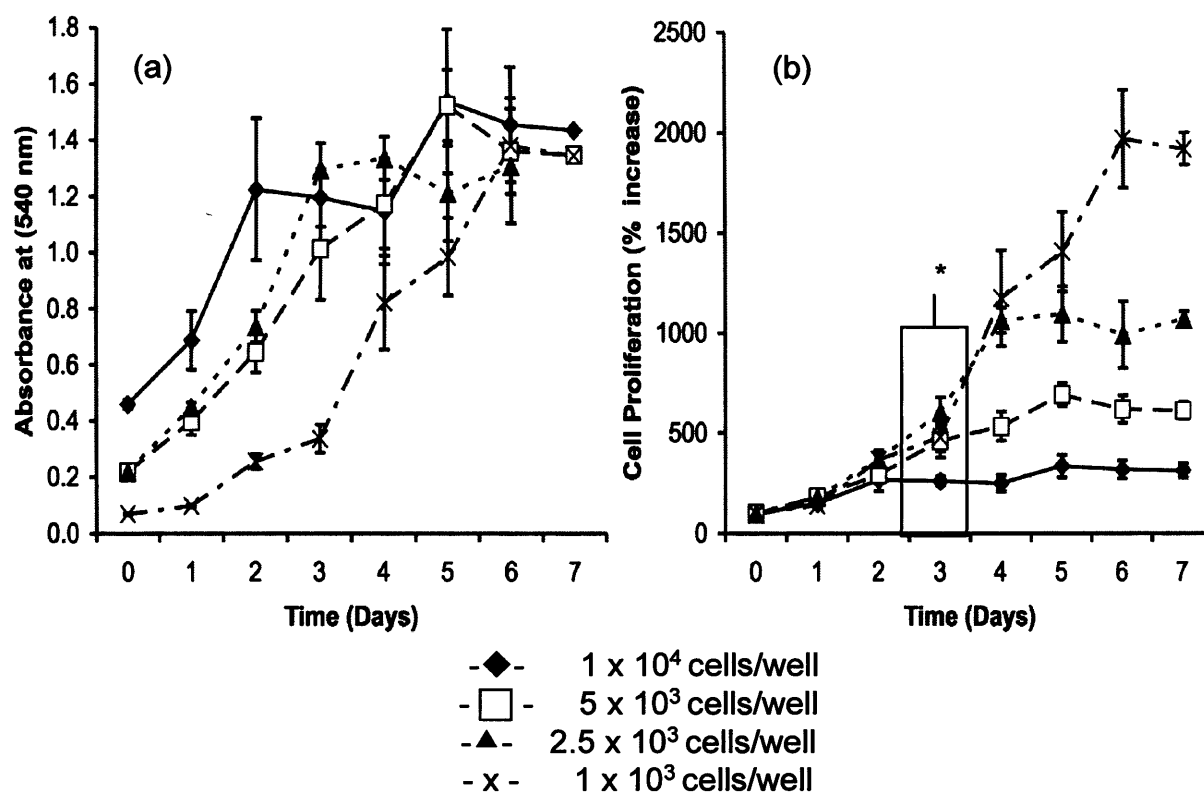 (a)
Absorbance at (540 nm)
1.8
1.6
1.4
1.2
1.0
0.8
0.6
0.4
0.2
0.0
0 1 2 3 4 5 6 7
Time (Days)
(b)
Cell Proliferation (% increase)
2500
2000
1500
1000
500
0
*
0 1 2 3 4 5 6 7
Time (Days)
1 x 10⁴ cells/well
5 x 10³ cells/well
2.5 x 10³ cells/well
- x - 1 x 10³ cells/well